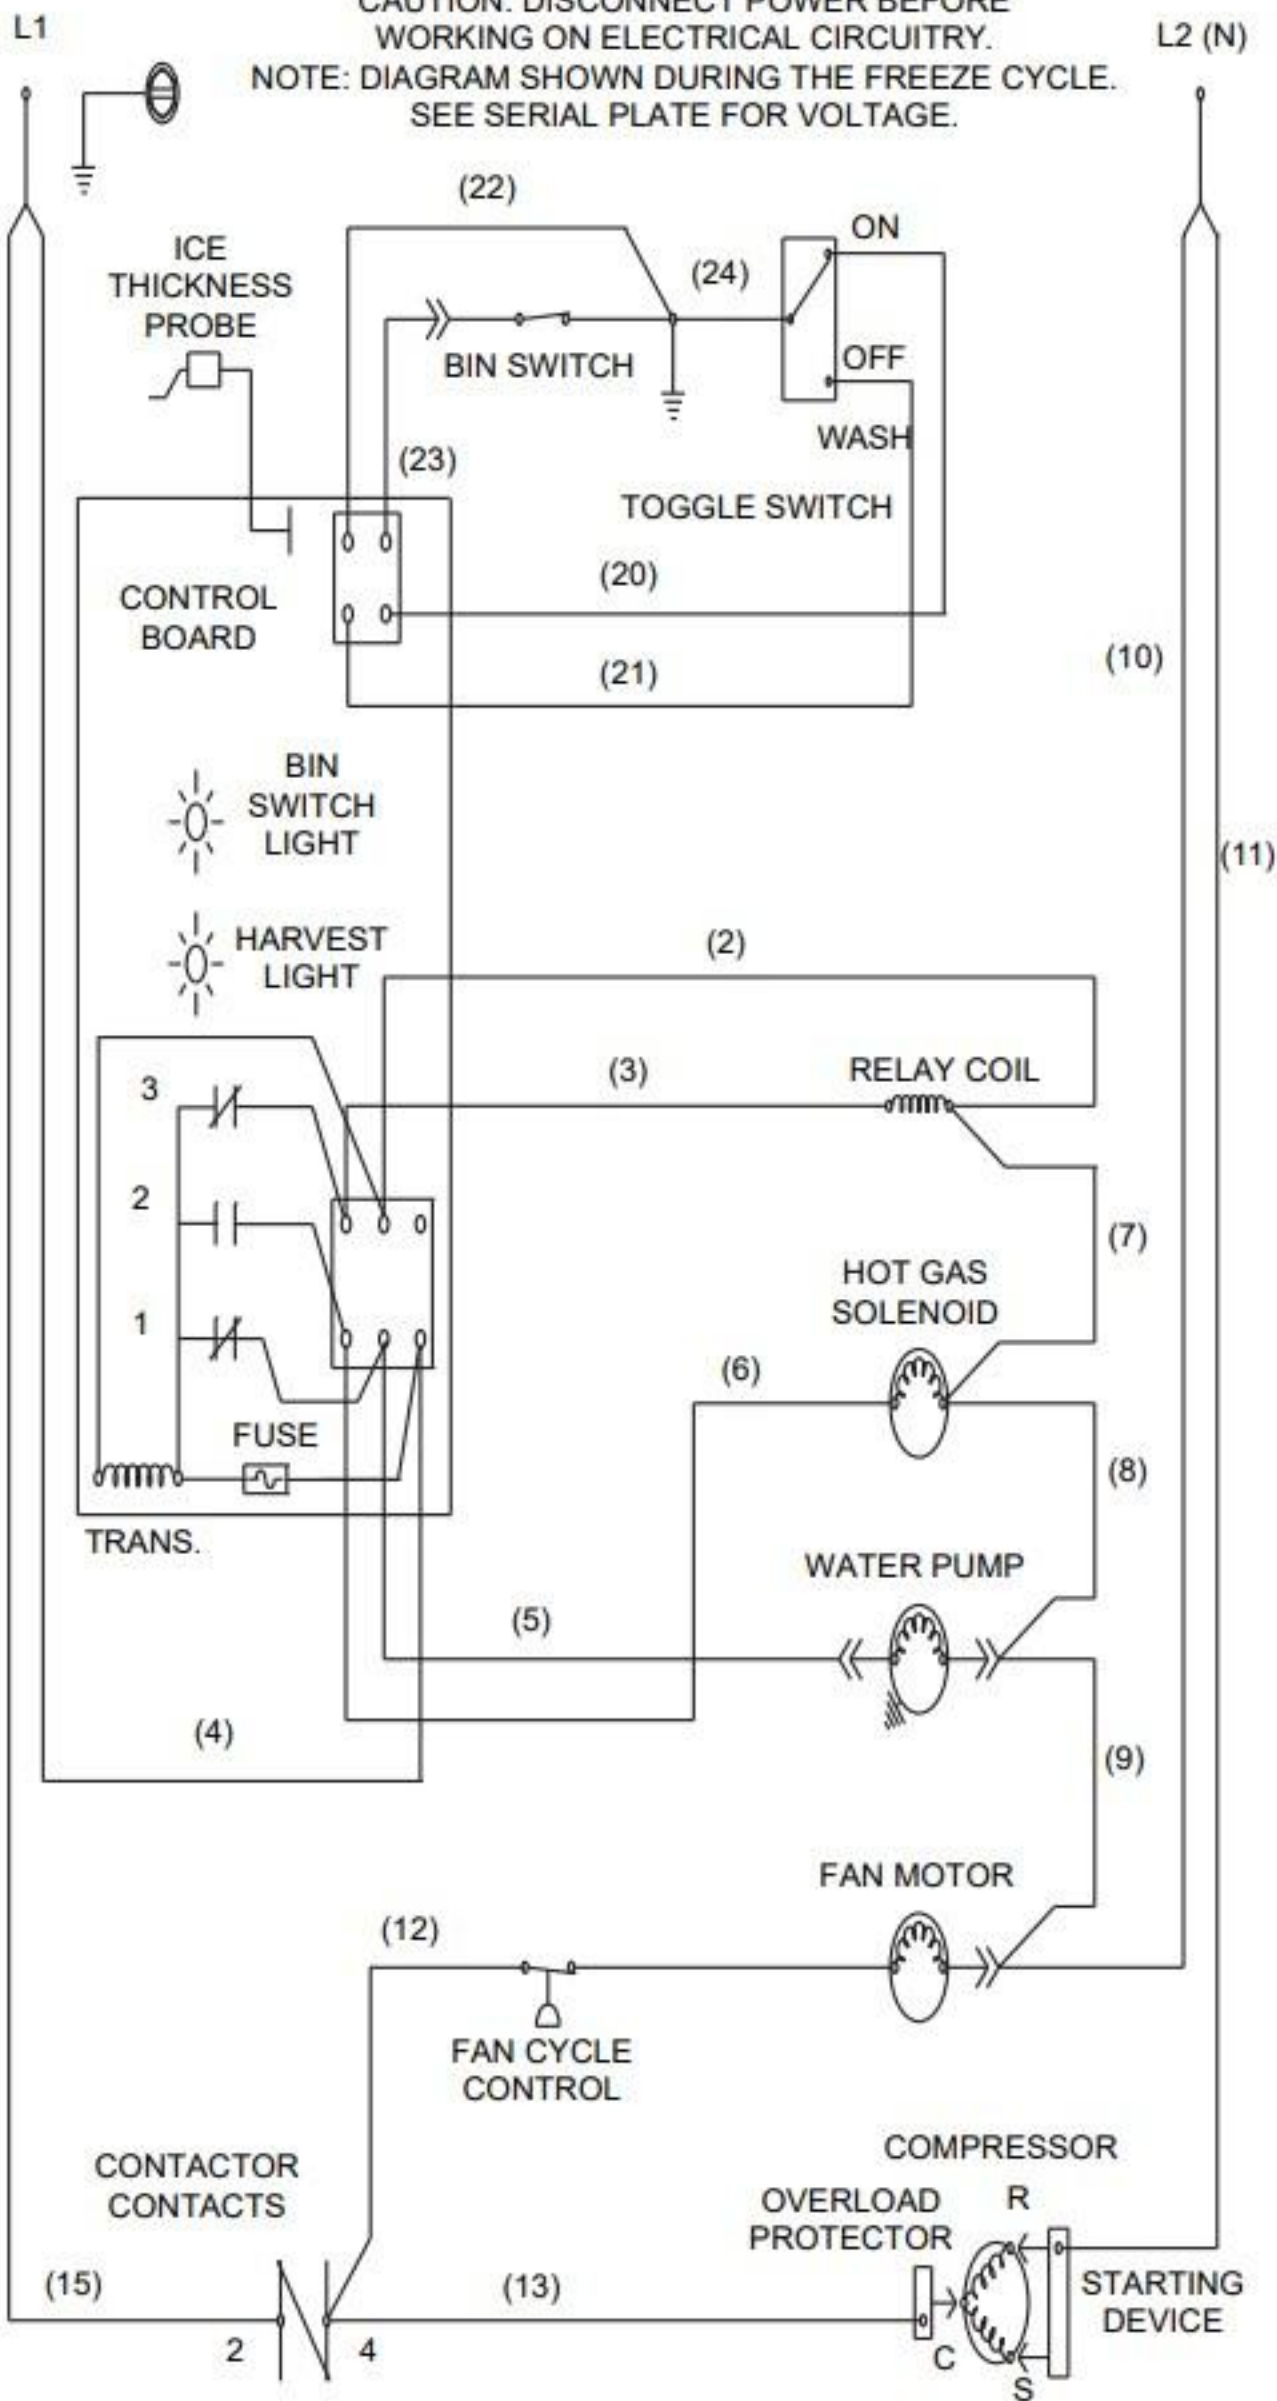 CAUTION: DISCONNECT POWER BEFORE
WORKING ON ELECTRICAL CIRCUITRY.
NOTE: DIAGRAM SHOWN DURING THE FREEZE CYCLE.
SEE SERIAL PLATE FOR VOLTAGE.
L1
L2 (N)
(22)
ON
(24)
ICE
THICKNESS
PROBE
BIN SWITCH
OFF
WASH
(23)
TOGGLE SWITCH
(20)
CONTROL
BOARD
(21)
(10)
BIN
SWITCH
LIGHT
(11)
HARVEST
LIGHT
(2)
(3)
RELAY COIL
3
2
1
(7)
HOT GAS
SOLENOID
(6)
FUSE
(8)
TRANS.
WATER PUMP
(5)
(4)
(9)
FAN MOTOR
(12)
FAN CYCLE
CONTROL
COMPRESSOR
CONTACTOR
CONTACTS
OVERLOAD
PROTECTOR
R
(15)
(13)
STARTING
DEVICE
2
4
C
S